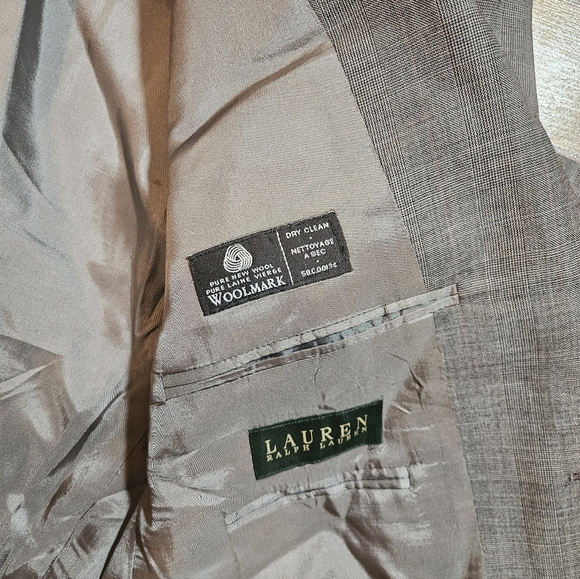 PURE NEW WOOL
PURE LAINE VIERGE
WOOLMARK
DRY CLEAN
NETTOYAGE
A SEC
LAUREN
RALPH LAUREN